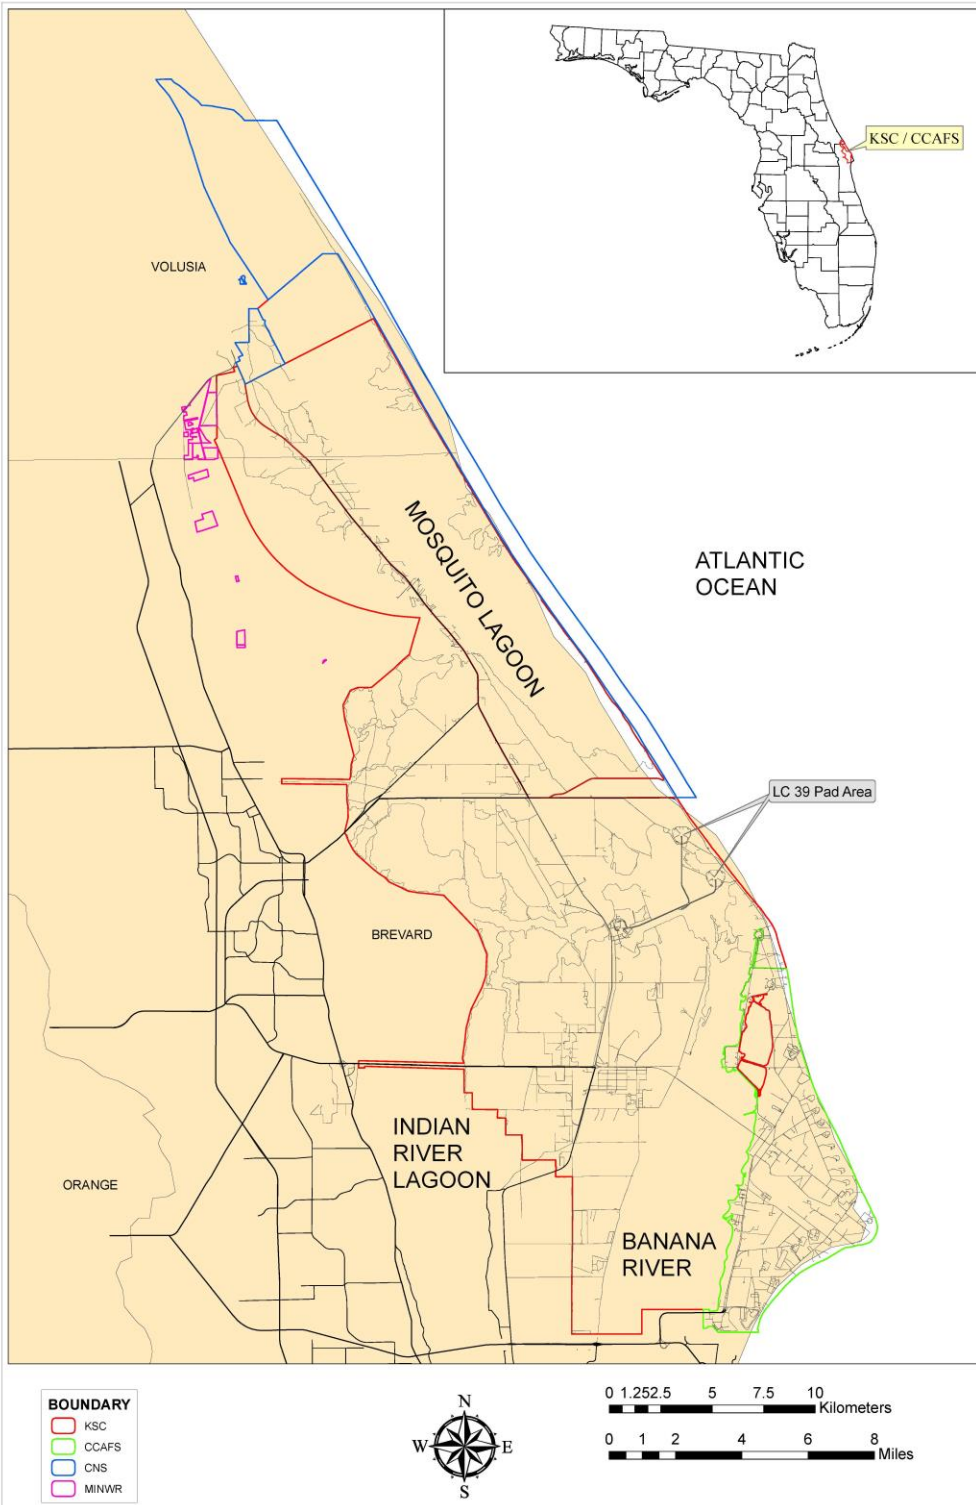 KSC / CCAFS
VOLUSIA
MOSQUITO LAGOON
ATLANTIC
OCEAN
LC 39 Pad Area
BREVARD
INDIAN
RIVER
LAGOON
ORANGE
BANANA
RIVER
BOUNDARY
KSC
CCAFS
CNS
MINWR
N
W E
S
0 1.252.5 5 7.5 10
Kilometers
0 1 2 4 6 8
Miles